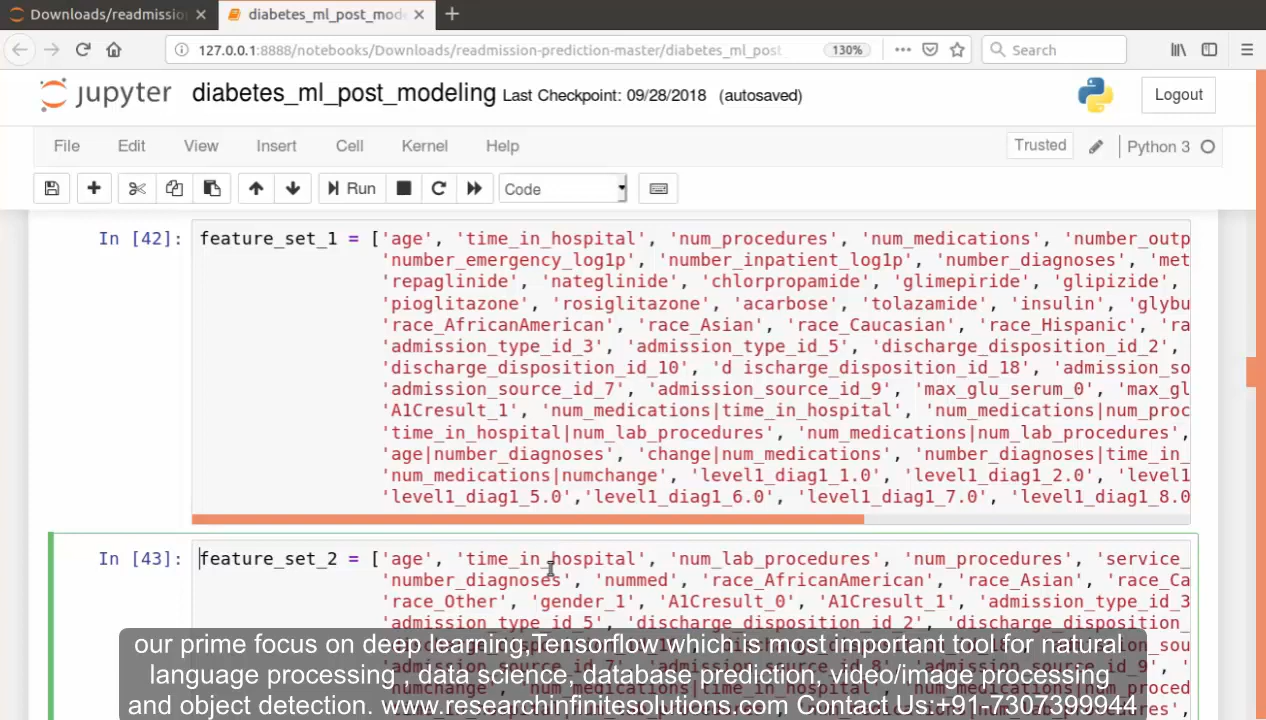 Downloads/readmissio
diabetes_ml_post_mod
127.0.0.1:8888/notebooks/Downloads/readmission-prediction-master/diabetes_ml_post
130%
Search
jupyter
diabetes_ml_post_modeling Last Checkpoint: 09/28/2018 (autosaved)
Logout
File Edit View Insert Cell Kernel Help
Trusted
Python 3
Run
Code
In [42]: feature_set_1 = ['age', 'time_in_hospital', 'num_procedures', 'num_medications', 'number_outp
'number_emergency_log1p', 'number_inpatient_log1p', 'number_diagnoses', 'met
'repaglinide', 'nateglinide', 'chlorpropamide', 'glimepiride', 'glipizide',
'pioglitazone', 'rosiglitazone', 'acarbose', 'tolazamide', 'insulin', 'glybu
'race_AfricanAmerican', 'race_Asian', 'race_Caucasian', 'race_Hispanic', 'ra
'admission_type_id_3', 'admission_type_id_5', 'discharge_disposition_id_2',
'discharge_disposition_id_10', 'd ischarge_disposition_id_18', 'admission_so
'admission_source_id_7', 'admission_source_id_9', 'max_glu_serum_0', 'max_gl
'A1Cresult_1', 'num_medications|time_in_hospital', 'num_medications|num_proc
'time_in_hospital|num_lab_procedures', 'num_medications|num_lab_procedures',
'age|number_diagnoses', 'change|num_medications', 'number_diagnoses|time_in_
'num_medications|numchange', 'level1_diag1_1.0', 'level1_diag1_2.0', 'level1
'level1_diag1_5.0','level1_diag1_6.0', 'level1_diag1_7.0', 'level1_diag1_8.0
In [43]: feature_set_2 = ['age', 'time_in_hospital', 'num_lab_procedures', 'num_procedures', 'service_
'number_diagnoses', 'nummed', 'race_AfricanAmerican', 'race_Asian', 'race_Ca
'race_Other', 'gender_1', 'A1Cresult_0', 'A1Cresult_1', 'admission_type_id_3
'admission_type_id_5', 'discharge_disposition_id_2', 'discharge_disposition_
our prime focus on deep learning,Tensorflow which is most inportant tool for natural
language processing , data science, database prediction, video/image processing
and object detection. www.researchinfinitesolutions.com Contact Us:+91-7307399944